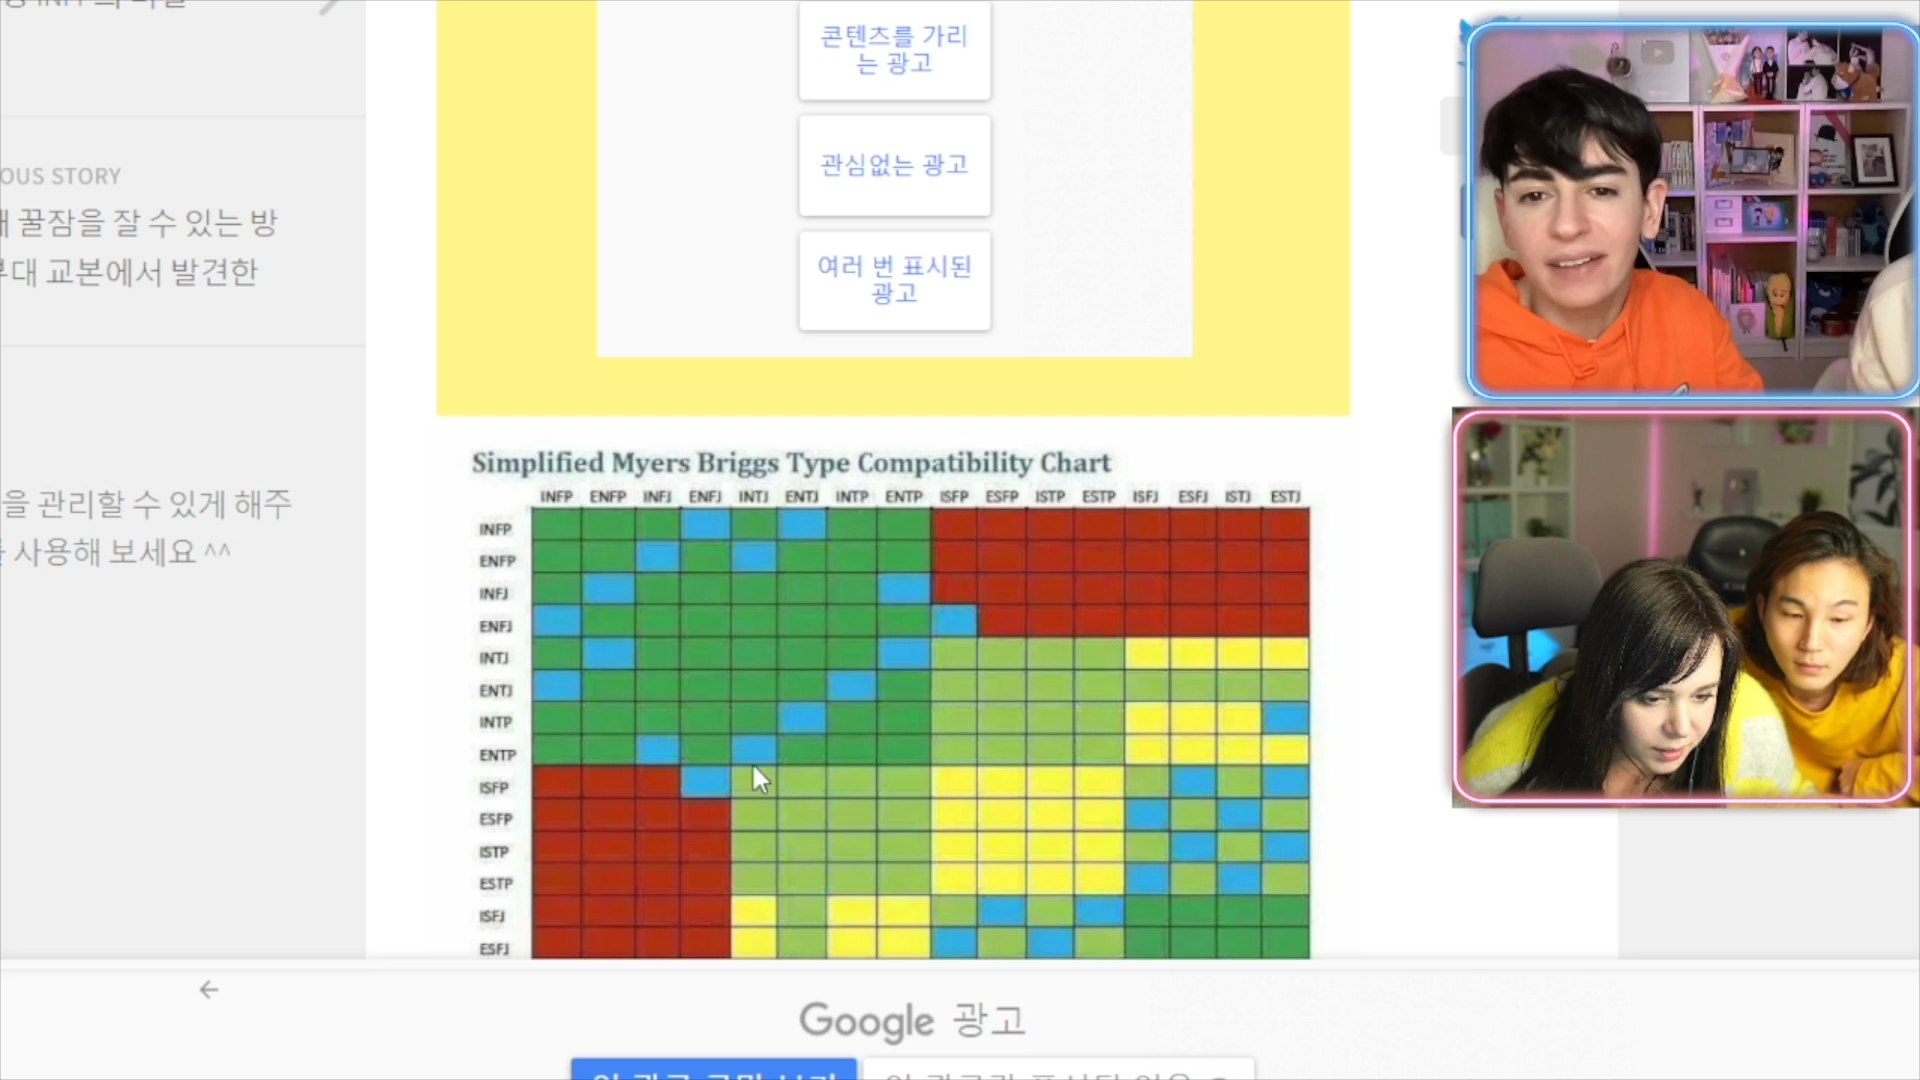 콘텐츠를 가리
는 광고
관심없는 광고
여러 번 표시된
광고
OUS STORY
꿀잠을 잘 수 있는 방
교본에서 발견한
을 관리할 수 있게 해주
사용해 보세요 ^^
Simplified Myers Briggs Type Compatibility Chart
INFP ENFP INFJ ENFJ INTJ ENTJ INTP ENTP ISFP ESFP ISTP ESTP ISFJ ESFJ ISTJ ESTJ
INFP
ENFP
INFJ
ENFJ
INTJ
ENTJ
INTP
ENTP
ISFP
ESFP
ISTP
ESTP
ISFJ
ESFJ
Google 광고